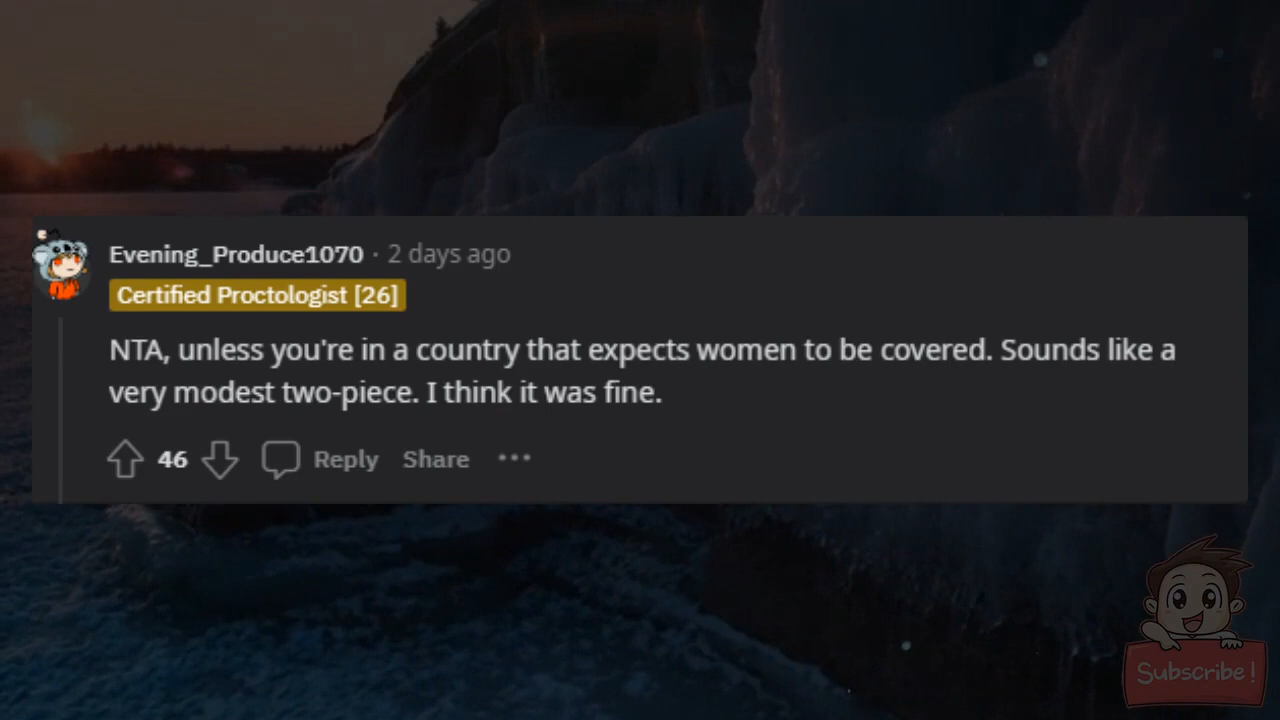 Evening_Produce1070 · 2 days ago
Certified Proctologist [26]
NTA, unless you're in a country that expects women to be covered. Sounds like a
very modest two-piece. I think it was fine.
46 Reply Share ···
Subscribe!